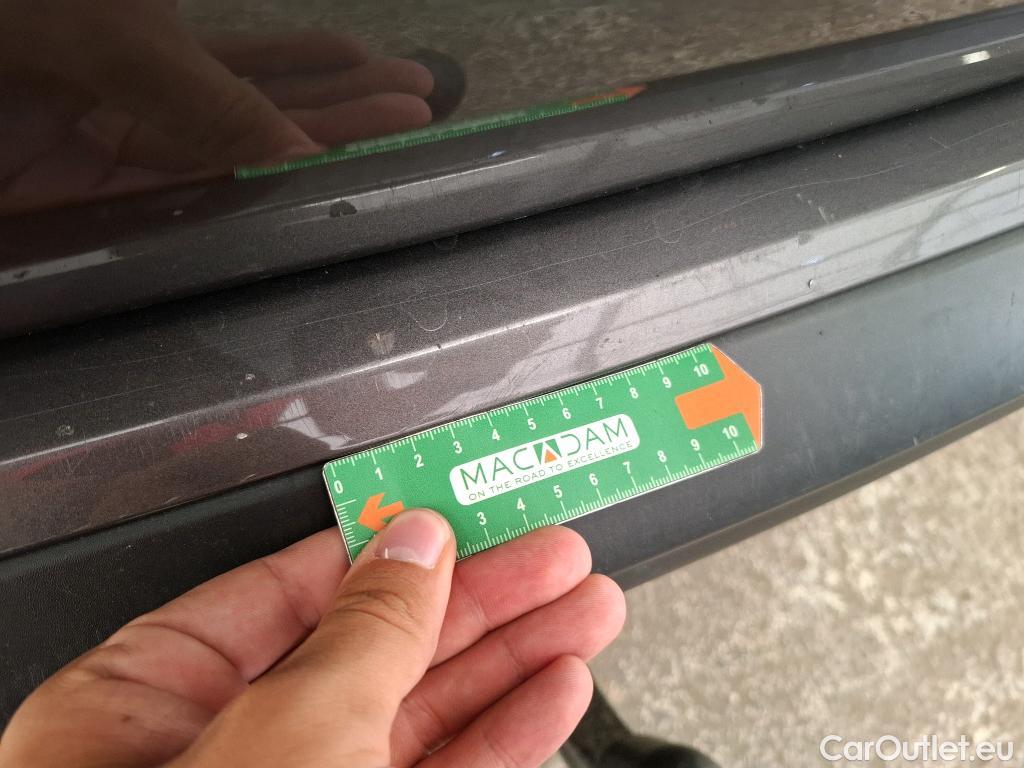 0 1 2 3 4 5 6 7 8 9 10
MACADAM
ON THE ROAD TO EXCELLENCE
3 4 5 6 7 8 9 10
CarOutlet.eu